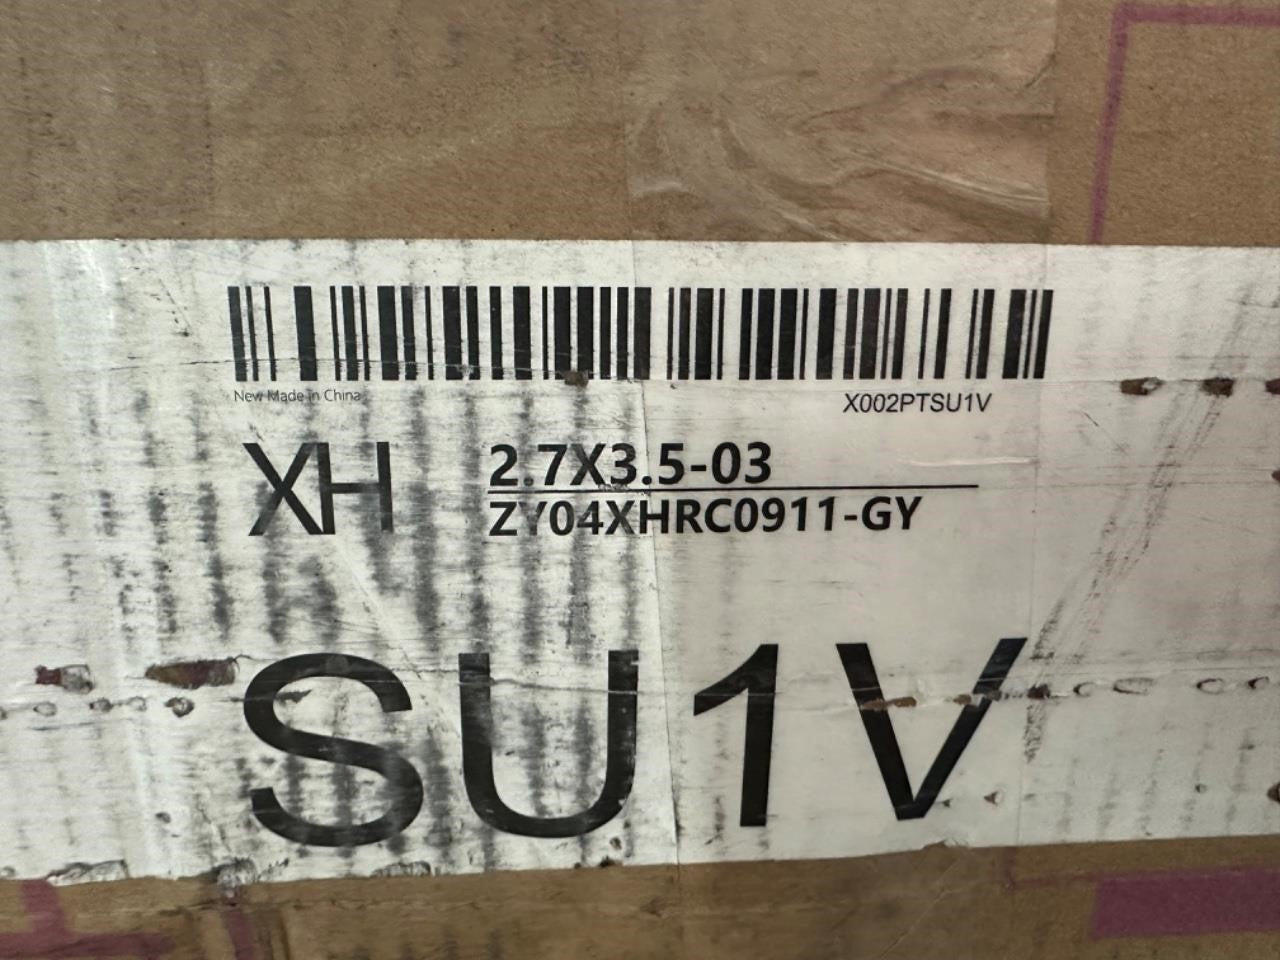 New Made in China
X002PTSU1V
XH
2.7X3.5-03
ZY04XHRC0911-GY
SU1V